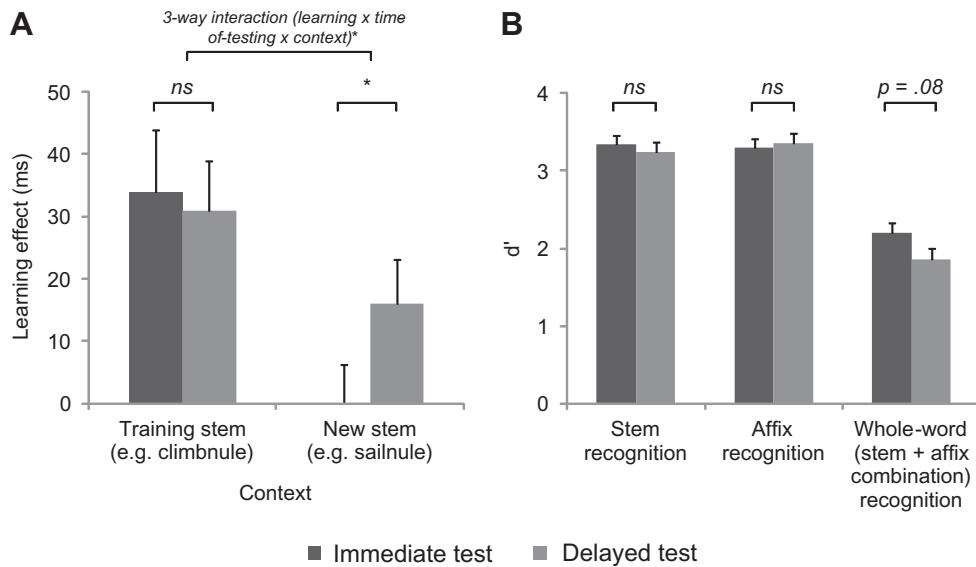 A
3-way interaction (learning x time
of-testing x context)*
ns
*
50
40
30
20
10
0
Learning effect (ms)
Training stem
(e.g. climbnule)
New stem
(e.g. sailnule)
Context
B
ns
ns
p = .08
4
3
2
1
0
d'
Stem
recognition
Affix
recognition
Whole-word
(stem + affix
combination)
recognition
Immediate test
Delayed test